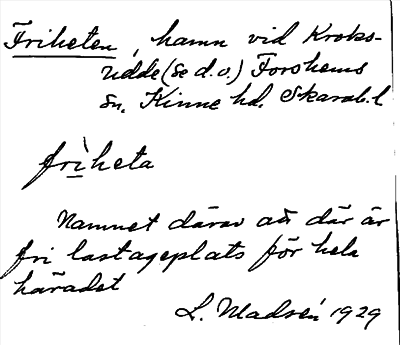 Friheten, hamn vid Kroks-
udde (se d.o.) Forshems
sn. Kinne hd. Skarab. l
frìheta
Namnet därav att där är
fri lastageplats för hela
häradet
L. Madsén 1929